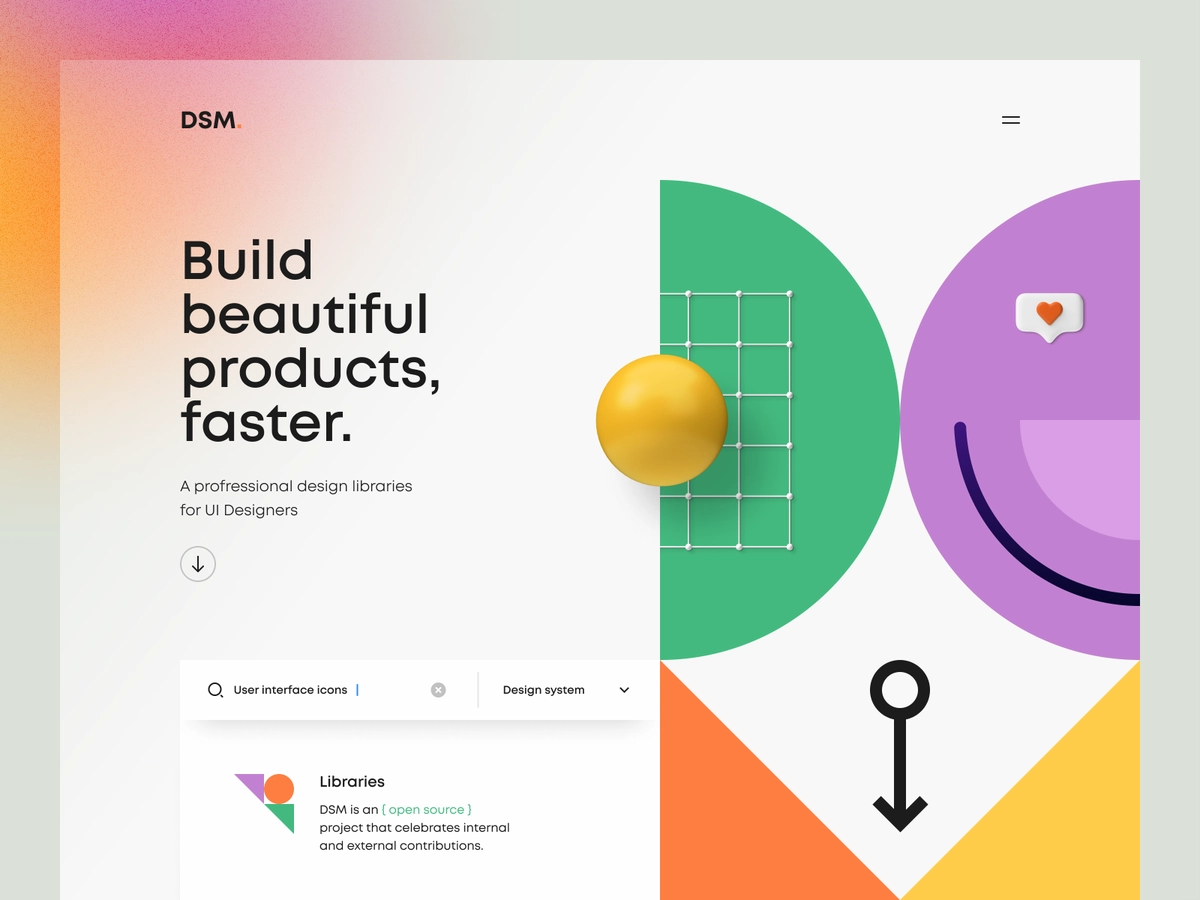 DSM.
Build
beautiful
products,
faster.
A profressional design libraries
for UI Designers
User interface icons
Design system
Libraries
DSM is an { open source }
project that celebrates internal
and external contributions.